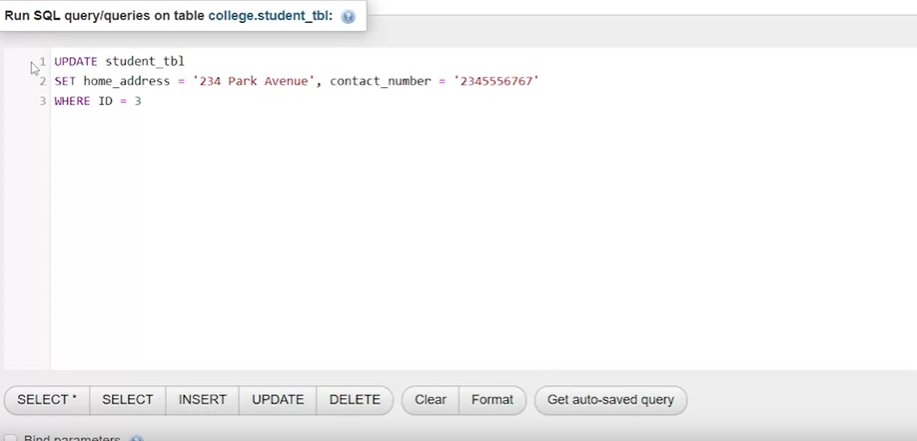 Run SQL query/queries on table college.student_tbl:
1 UPDATE student_tbl
2 SET home_address = '234 Park Avenue', contact_number = '2345556767'
3 WHERE ID = 3
SELECT * SELECT INSERT UPDATE DELETE Clear Format Get auto-saved query
Bind parameters